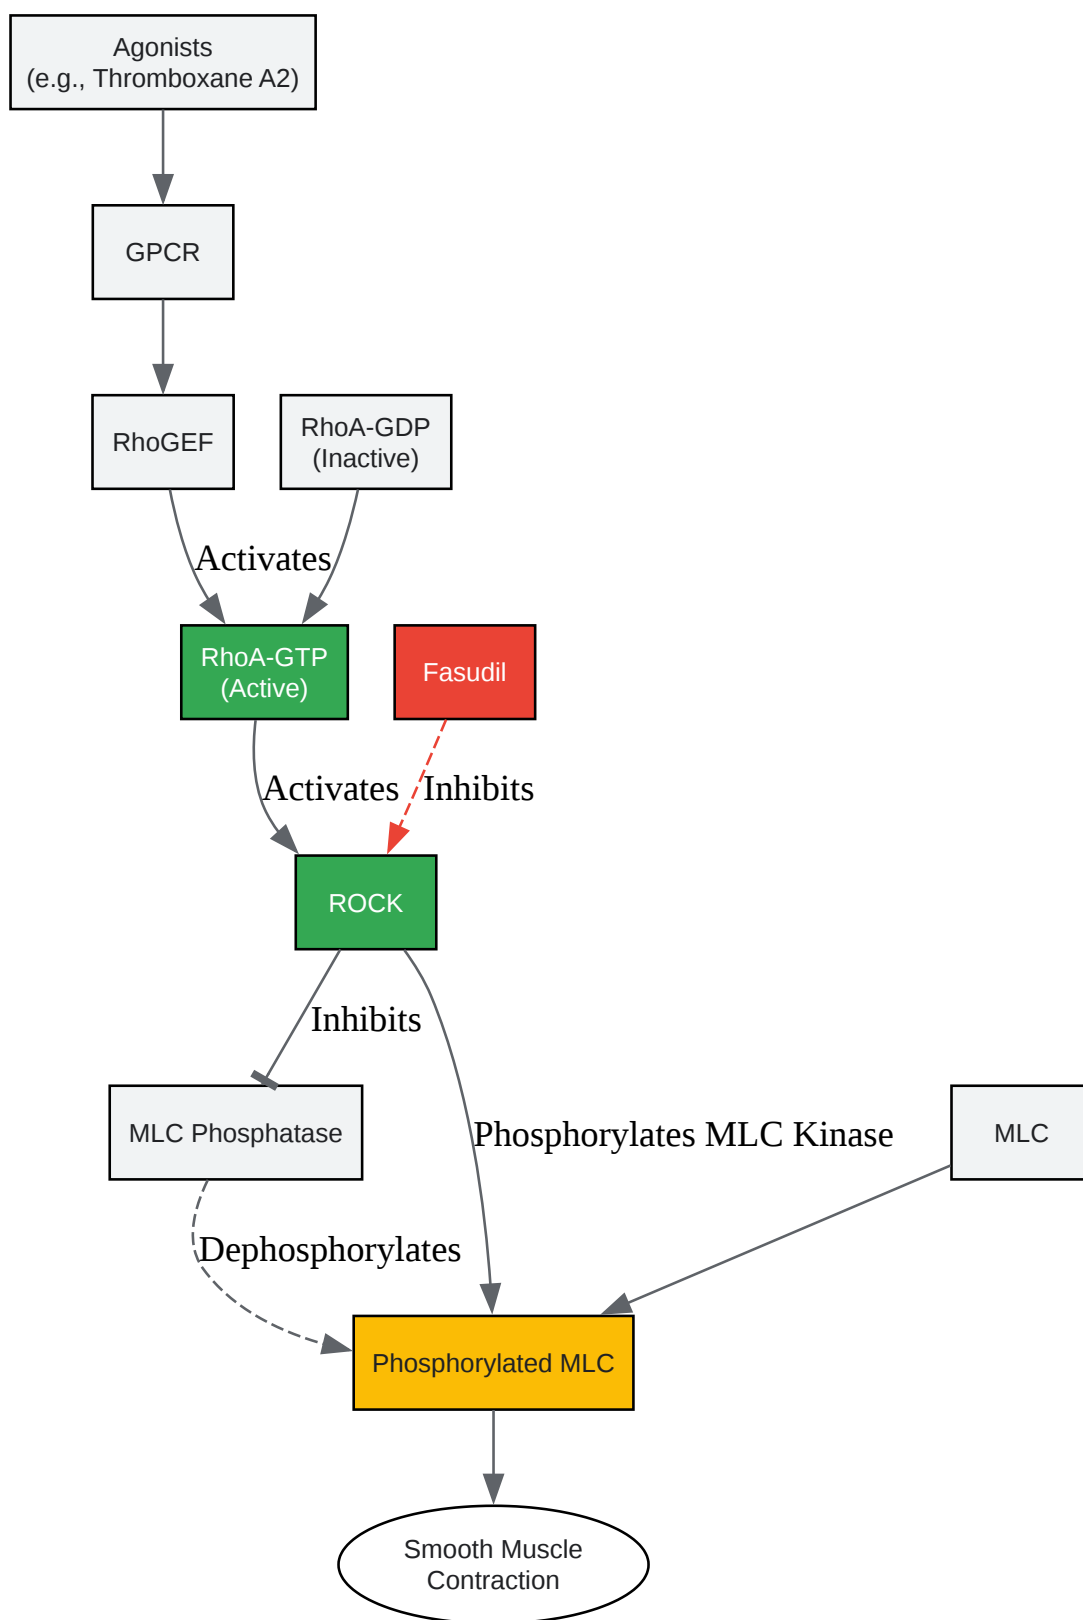 Agonists
(e.g., Thromboxane A2)
GPCR
RhoGEF
RhoA-GDP
(Inactive)
Activates
RhoA-GTP
(Active)
Fasudil
Activates
Inhibits
ROCK
Inhibits
MLC Phosphatase
Phosphorylates MLC Kinase
MLC
Dephosphorylates
Phosphorylated MLC
Smooth Muscle
Contraction